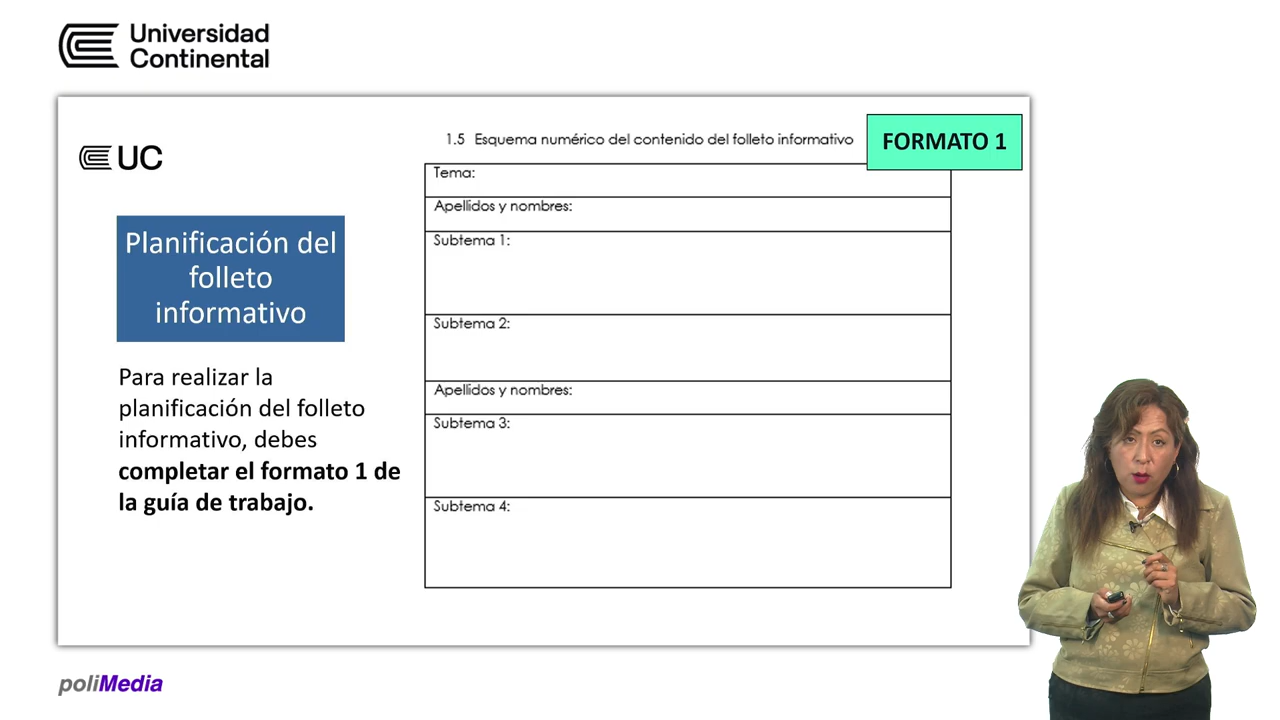 Universidad
Continental
UC
1.5 Esquema numérico del contenido del folleto informativo
FORMATO 1
Planificación del
folleto
informativo
Para realizar la
planificación del folleto
informativo, debes
completar el formato 1 de
la guía de trabajo.
Tema:
Apellidos y nombres:
Subtema 1:
Subtema 2:
Apellidos y nombres:
Subtema 3:
Subtema 4:
poliMedia